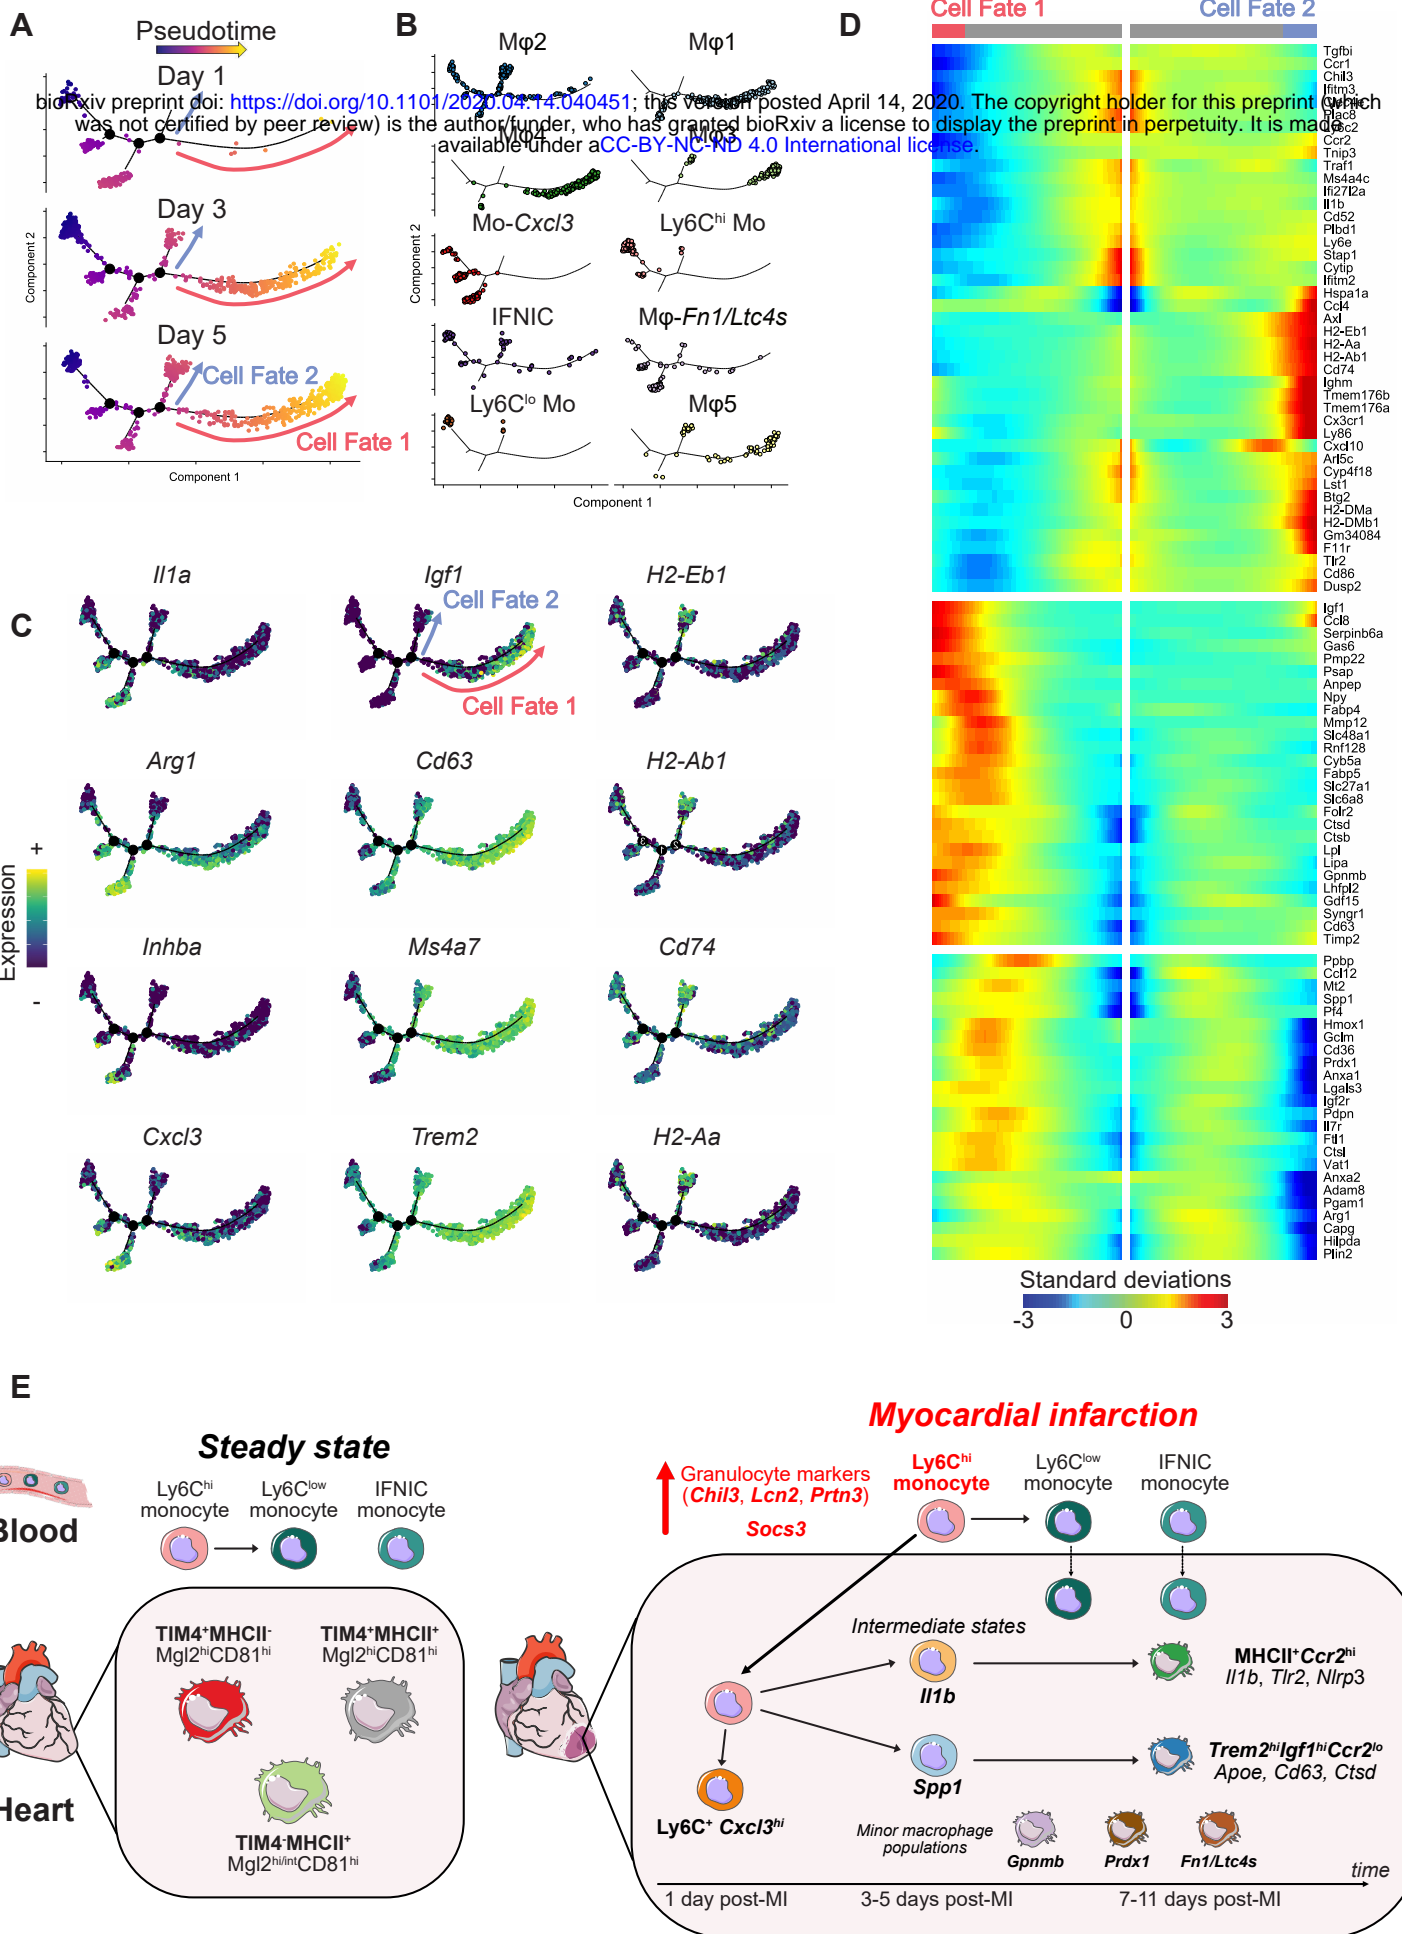 A
Pseudotime
Day 1
Day 3
Day 5
Cell Fate 2
Cell Fate 1
Component 2
Component 1
bioRxiv preprint doi: https://doi.org/10.1101/2020.04.14.040451; this version posted April 14, 2020. The copyright holder for this preprint (which
was not certified by peer review) is the author/funder, who has granted bioRxiv a license to display the preprint in perpetuity. It is made
available under aCC-BY-NC-ND 4.0 International license.
B
Mφ2
Mφ1
Mφ4
Mφ3
Mo-Cxcl3
Ly6Chi Mo
IFNIC
Mφ-Fn1/Ltc4s
Ly6Clo Mo
Mφ5
Component 2
Component 1
C
Il1a
Igf1
H2-Eb1
Cell Fate 2
Cell Fate 1
Arg1
Cd63
H2-Ab1
Inhba
Ms4a7
Cd74
Cxcl3
Trem2
H2-Aa
Expression
+
-
D
Cell Fate 1
Cell Fate 2
Tgfbi
Ccr1
Chil3
Ifitm3
Plac8
Ly6c2
Ccr2
Tnip3
Traf1
Ms4a4c
Ifi27l2a
Il1b
Cd52
Plbd1
Ly6e
Stap1
Cytip
Ifitm2
Hspa1a
Ccl4
Axl
H2-Eb1
H2-Aa
H2-Ab1
Cd74
Ighm
Tmem176b
Tmem176a
Cx3cr1
Ly86
Cxcl10
Arl5c
Cyp4f18
Lst1
Btg2
H2-DMa
H2-DMb1
Gm34084
F11r
Tlr2
Cd86
Dusp2
Igf1
Ccl8
Serpinb6a
Gas6
Pmp22
Psap
Anpep
Npy
Fabp4
Mmp12
Slc48a1
Rnf128
Cyb5a
Fabp5
Slc27a1
Slc6a8
Folr2
Ctsd
Ctsb
Lpl
Lipa
Gpnmb
Lhfpl2
Gdf15
Syngr1
Cd63
Timp2
Ppbp
Ccl12
Mt2
Spp1
Pf4
Hmox1
Gclm
Cd36
Prdx1
Anxa1
Lgals3
Igf2r
Pdpn
Il7r
Ftl1
Ctsl
Vat1
Anxa2
Adam8
Pgam1
Arg1
Capg
Hilpda
Plin2
Standard deviations
-3
0
3
E
Steady state
Ly6Chi
monocyte
Ly6Clow
monocyte
IFNIC
monocyte
Blood
TIM4+MHCII-
Mgl2hiCD81hi
TIM4+MHCII+
Mgl2hiCD81hi
TIM4-MHCII+
Mgl2hi/intCD81hi
Heart
Myocardial infarction
Granulocyte markers
(Chil3, Lcn2, Prtn3)
Socs3
Ly6Chi
monocyte
Ly6Clow
monocyte
IFNIC
monocyte
Intermediate states
Il1b
MHCII+Ccr2hi
Il1b, Tlr2, Nlrp3
Spp1
Trem2hiIgf1hiCcr2lo
Apoe, Cd63, Ctsd
Ly6C+ Cxcl3hi
Minor macrophage
populations
Gpnmb
Prdx1
Fn1/Ltc4s
time
1 day post-MI
3-5 days post-MI
7-11 days post-MI